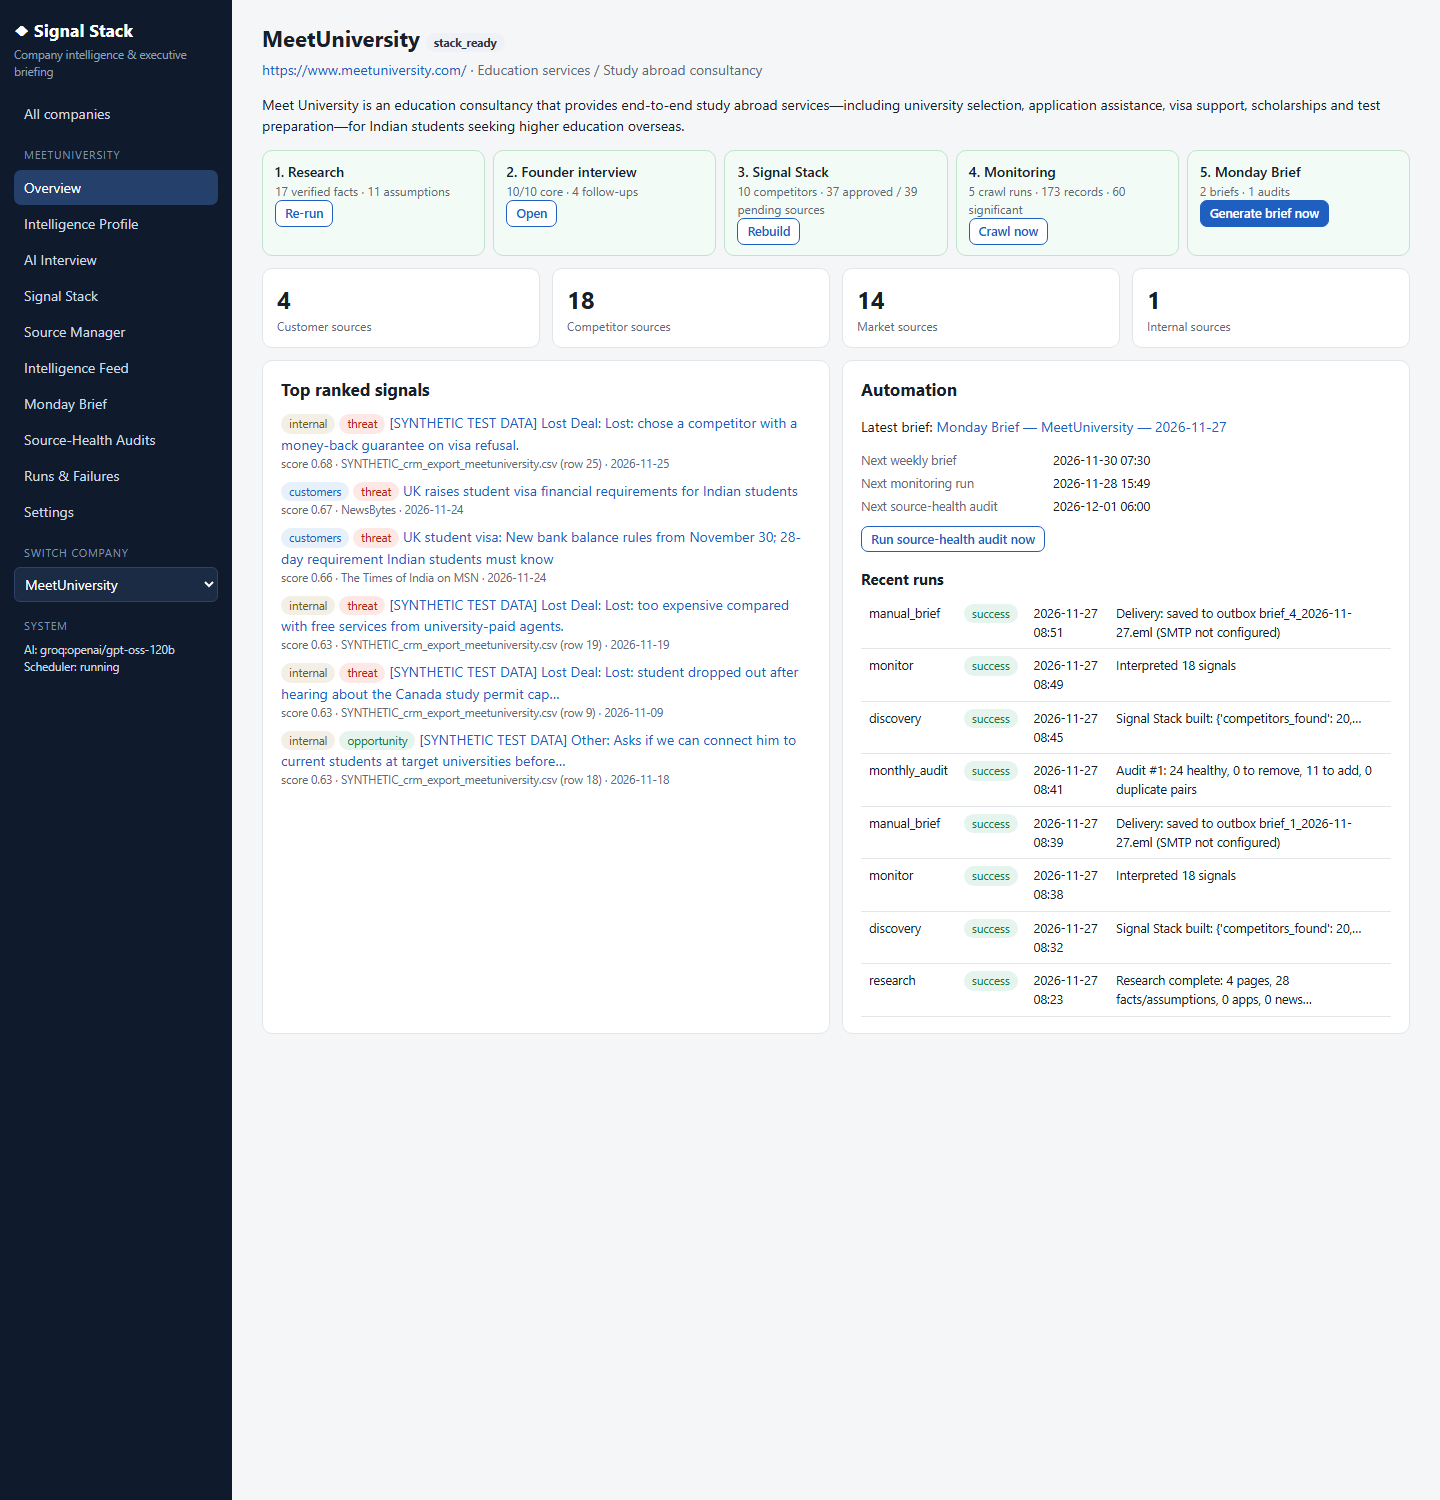 Signal Stack
Company intelligence & executive
briefing
All companies
MEETUNIVERSITY
Overview
Intelligence Profile
AI Interview
Signal Stack
Source Manager
Intelligence Feed
Monday Brief
Source-Health Audits
Runs & Failures
Settings
SWITCH COMPANY
MeetUniversity
SYSTEM
AI: groq:openai/gpt-oss-120b
Scheduler: running
MeetUniversity stack_ready
https://www.meetuniversity.com/ · Education services / Study abroad consultancy
Meet University is an education consultancy that provides end-to-end study abroad services—including university selection, application assistance, visa support, scholarships and test
preparation—for Indian students seeking higher education overseas.
1. Research
17 verified facts · 11 assumptions
Re-run
2. Founder interview
10/10 core · 4 follow-ups
Open
3. Signal Stack
10 competitors · 37 approved / 39
pending sources
Rebuild
4. Monitoring
5 crawl runs · 173 records · 60
significant
Crawl now
5. Monday Brief
2 briefs · 1 audits
Generate brief now
4
Customer sources
18
Competitor sources
14
Market sources
1
Internal sources
Top ranked signals
internal threat [SYNTHETIC TEST DATA] Lost Deal: Lost: chose a competitor with a
money-back guarantee on visa refusal.
score 0.68 · SYNTHETIC_crm_export_meetuniversity.csv (row 25) · 2026-11-25
customers threat UK raises student visa financial requirements for Indian students
score 0.67 · NewsBytes · 2026-11-24
customers threat UK student visa: New bank balance rules from November 30; 28-
day requirement Indian students must know
score 0.66 · The Times of India on MSN · 2026-11-24
internal threat [SYNTHETIC TEST DATA] Lost Deal: Lost: too expensive compared
with free services from university-paid agents.
score 0.63 · SYNTHETIC_crm_export_meetuniversity.csv (row 19) · 2026-11-19
internal threat [SYNTHETIC TEST DATA] Lost Deal: Lost: student dropped out after
hearing about the Canada study permit cap...
score 0.63 · SYNTHETIC_crm_export_meetuniversity.csv (row 9) · 2026-11-09
internal opportunity [SYNTHETIC TEST DATA] Other: Asks if we can connect him to
current students at target universities before...
score 0.63 · SYNTHETIC_crm_export_meetuniversity.csv (row 18) · 2026-11-18
Automation
Latest brief: Monday Brief — MeetUniversity — 2026-11-27
Next weekly brief 2026-11-30 07:30
Next monitoring run 2026-11-28 15:49
Next source-health audit 2026-12-01 06:00
Run source-health audit now
Recent runs
manual_brief success 2026-11-27 Delivery: saved to outbox brief_4_2026-11-
08:51 27.eml (SMTP not configured)
monitor success 2026-11-27 Interpreted 18 signals
08:49
discovery success 2026-11-27 Signal Stack built: {'competitors_found': 20,...
08:45
monthly_audit success 2026-11-27 Audit #1: 24 healthy, 0 to remove, 11 to add, 0
08:41 duplicate pairs
manual_brief success 2026-11-27 Delivery: saved to outbox brief_1_2026-11-
08:39 27.eml (SMTP not configured)
monitor success 2026-11-27 Interpreted 18 signals
08:38
discovery success 2026-11-27 Signal Stack built: {'competitors_found': 20,...
08:32
research success 2026-11-27 Research complete: 4 pages, 28
08:23 facts/assumptions, 0 apps, 0 news...